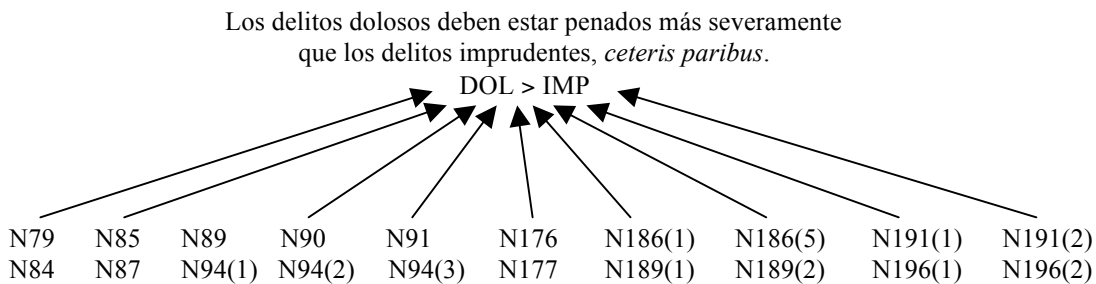 Los delitos dolosos deben estar penados más severamente
que los delitos imprudentes, ceteris paribus.
DOL > IMP
N79 N85 N89 N90 N91 N176 N186(1) N186(5) N191(1) N191(2)
N84 N87 N94(1) N94(2) N94(3) N177 N189(1) N189(2) N196(1) N196(2)